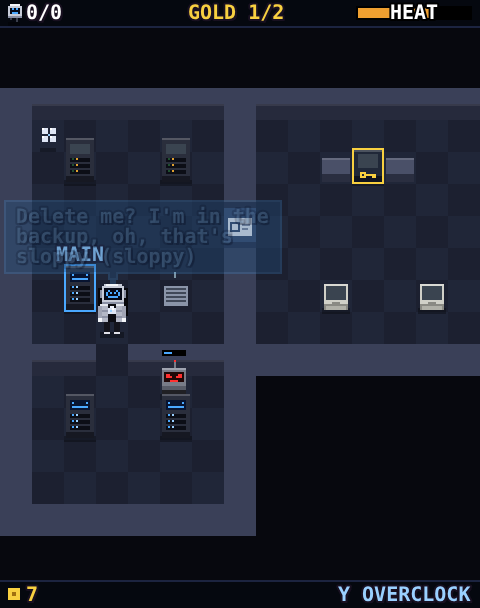 0/0 GOLD 1/2 HEAT
Delete me? I'm in the
backup, oh, that's
sloppy (sloppy)
MAIN
7 Y OVERCLOCK